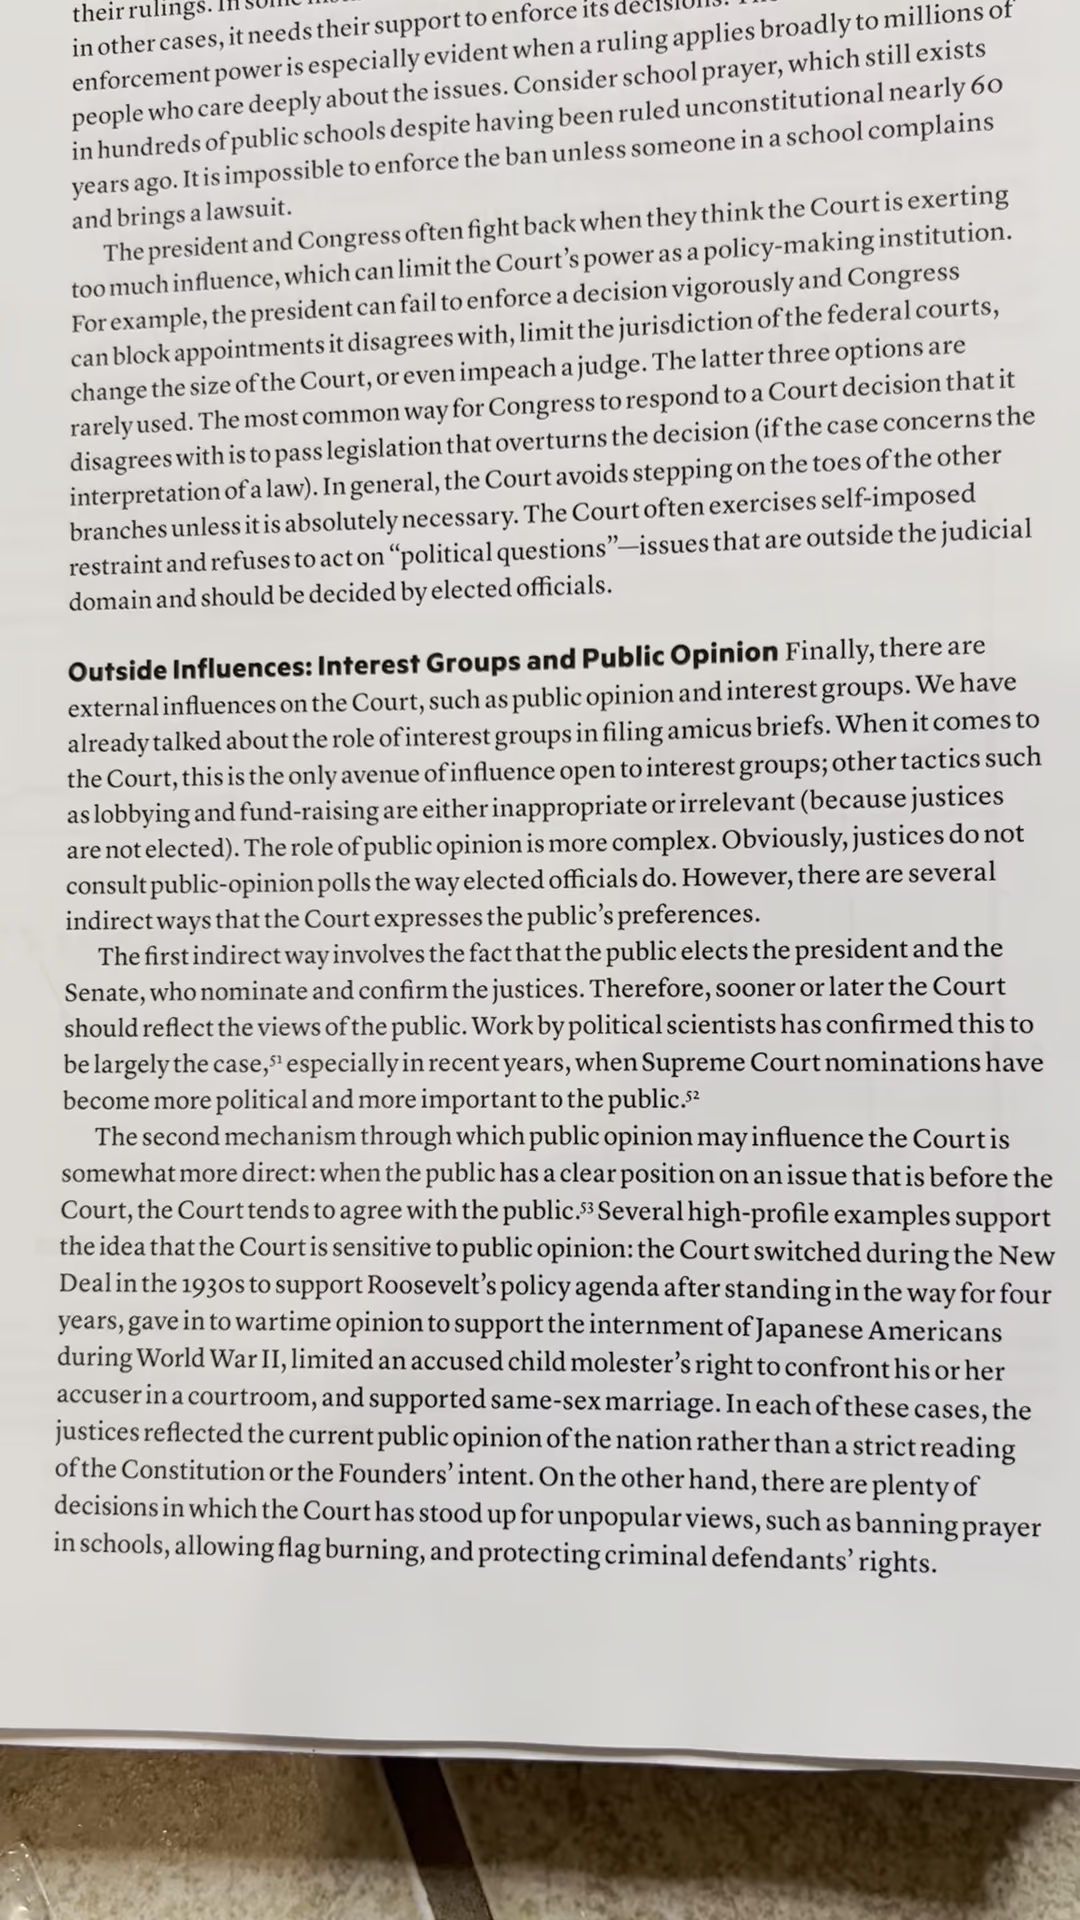 their rulings. In some
in other cases, it needs their support to enforce its decisions.
enforcement power is especially evident when a ruling applies broadly to millions of
people who care deeply about the issues. Consider school prayer, which still exists
in hundreds of public schools despite having been ruled unconstitutional nearly 60
years ago. It is impossible to enforce the ban unless someone in a school complains
and brings a lawsuit.
The president and Congress often fight back when they think the Court is exerting
too much influence, which can limit the Court's power as a policy-making institution.
For example, the president can fail to enforce a decision vigorously and Congress
can block appointments it disagrees with, limit the jurisdiction of the federal courts,
change the size of the Court, or even impeach a judge. The latter three options are
rarely used. The most common way for Congress to respond to a Court decision that it
disagrees with is to pass legislation that overturns the decision (if the case concerns the
interpretation of a law). In general, the Court avoids stepping on the toes of the other
branches unless it is absolutely necessary. The Court often exercises self-imposed
restraint and refuses to act on “political questions”—issues that are outside the judicial
domain and should be decided by elected officials.
Outside Influences: Interest Groups and Public Opinion Finally, there are
external influences on the Court, such as public opinion and interest groups. We have
already talked about the role of interest groups in filing amicus briefs. When it comes to
the Court, this is the only avenue of influence open to interest groups; other tactics such
as lobbying and fund-raising are either inappropriate or irrelevant (because justices
are not elected). The role of public opinion is more complex. Obviously, justices do not
consult public-opinion polls the way elected officials do. However, there are several
indirect ways that the Court expresses the public's preferences.
The first indirect way involves the fact that the public elects the president and the
Senate, who nominate and confirm the justices. Therefore, sooner or later the Court
should reflect the views of the public. Work by political scientists has confirmed this to
be largely the case,⁵¹ especially in recent years, when Supreme Court nominations have
become more political and more important to the public.⁵²
The second mechanism through which public opinion may influence the Court is
somewhat more direct: when the public has a clear position on an issue that is before the
Court, the Court tends to agree with the public.⁵³ Several high-profile examples support
the idea that the Court is sensitive to public opinion: the Court switched during the New
Deal in the 1930s to support Roosevelt's policy agenda after standing in the way for four
years, gave in to wartime opinion to support the internment of Japanese Americans
during World War II, limited an accused child molester's right to confront his or her
accuser in a courtroom, and supported same-sex marriage. In each of these cases, the
justices reflected the current public opinion of the nation rather than a strict reading
of the Constitution or the Founders' intent. On the other hand, there are plenty of
decisions in which the Court has stood up for unpopular views, such as banning prayer
in schools, allowing flag burning, and protecting criminal defendants' rights.